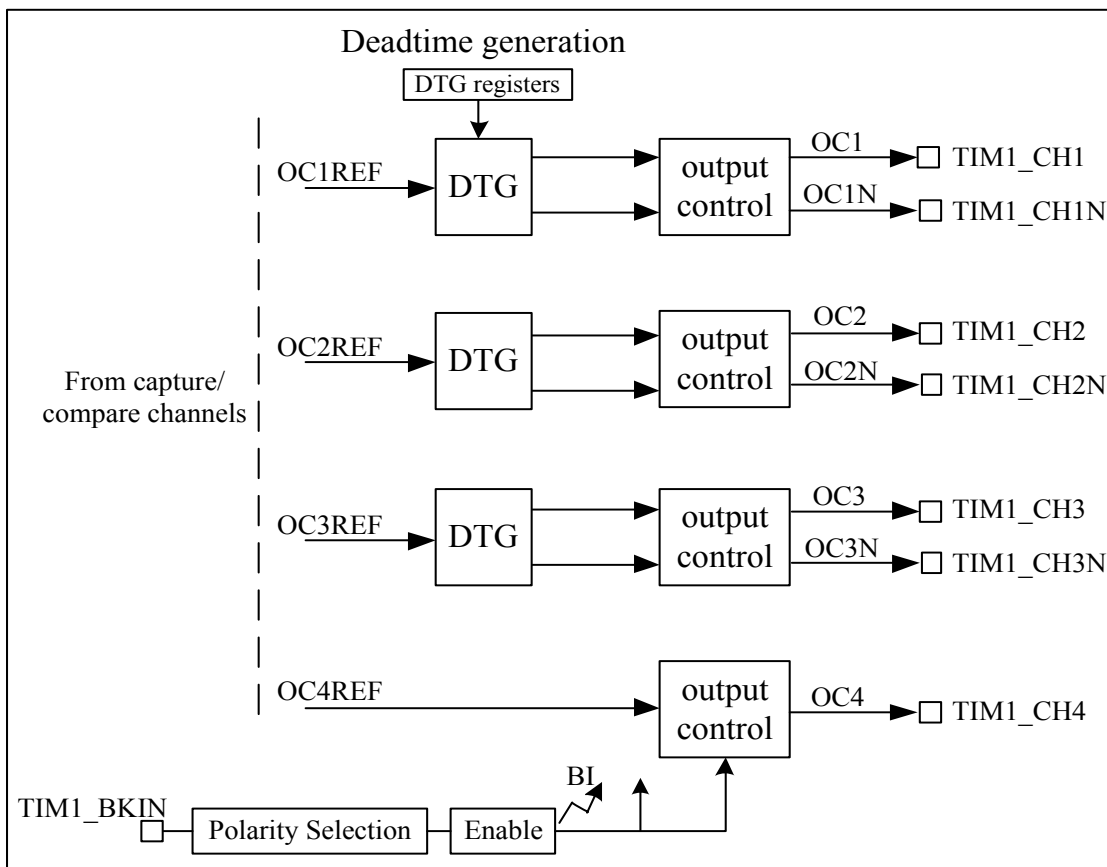 Deadtime generation
DTG registers
OC1REF
DTG
output
control
OC1
TIM1_CH1
OC1N
TIM1_CH1N
OC2REF
DTG
output
control
OC2
TIM1_CH2
OC2N
TIM1_CH2N
From capture/
compare channels
OC3REF
DTG
output
control
OC3
TIM1_CH3
OC3N
TIM1_CH3N
OC4REF
output
control
OC4
TIM1_CH4
BI
TIM1_BKIN
Polarity Selection
Enable